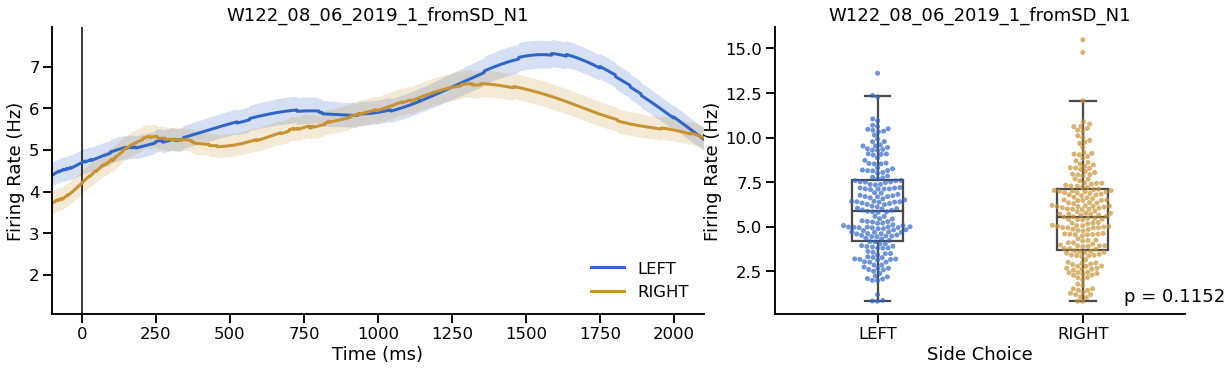 W122_08_06_2019_1_fromSD_N1
Firing Rate (Hz)
7
6
5
4
3
2
0
250
500
750
1000
1250
1500
1750
2000
Time (ms)
LEFT
RIGHT
W122_08_06_2019_1_fromSD_N1
Firing Rate (Hz)
15.0
12.5
10.0
7.5
5.0
2.5
p = 0.1152
LEFT
RIGHT
Side Choice